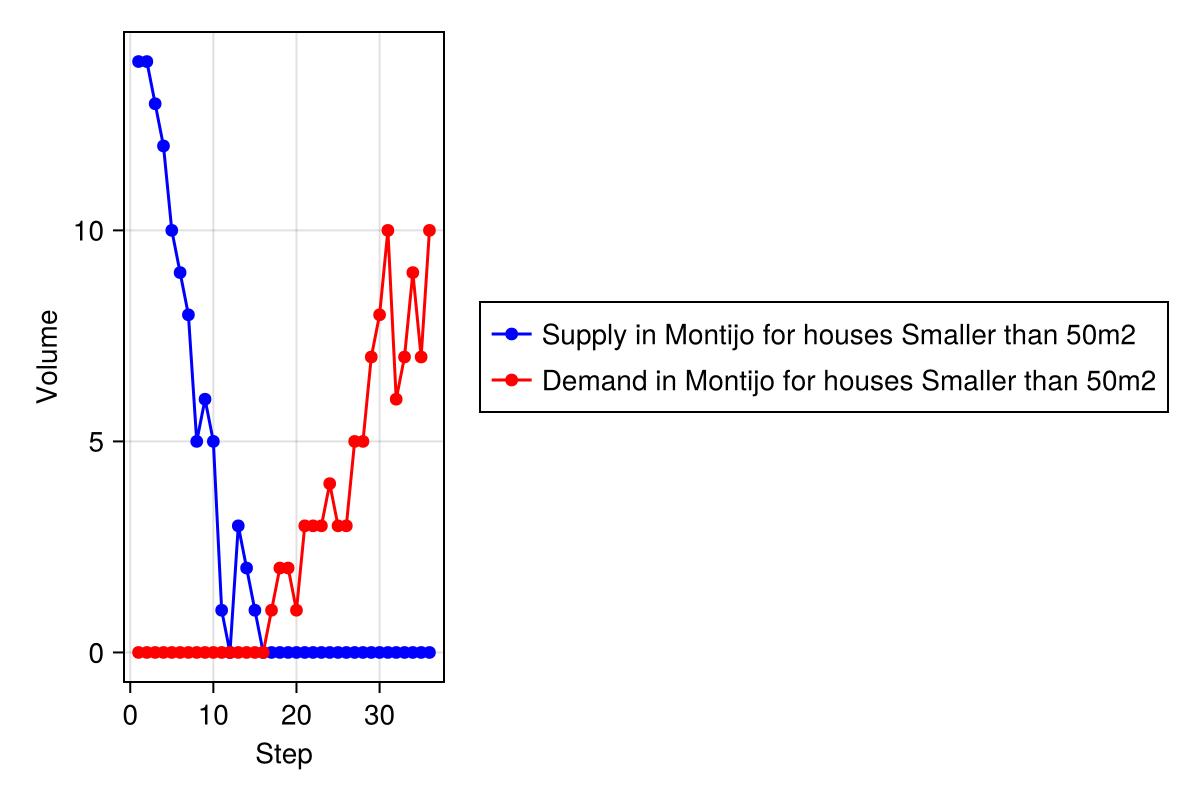 Volume
10
5
0
0 10 20 30
Step
Supply in Montijo for houses Smaller than 50m2
Demand in Montijo for houses Smaller than 50m2